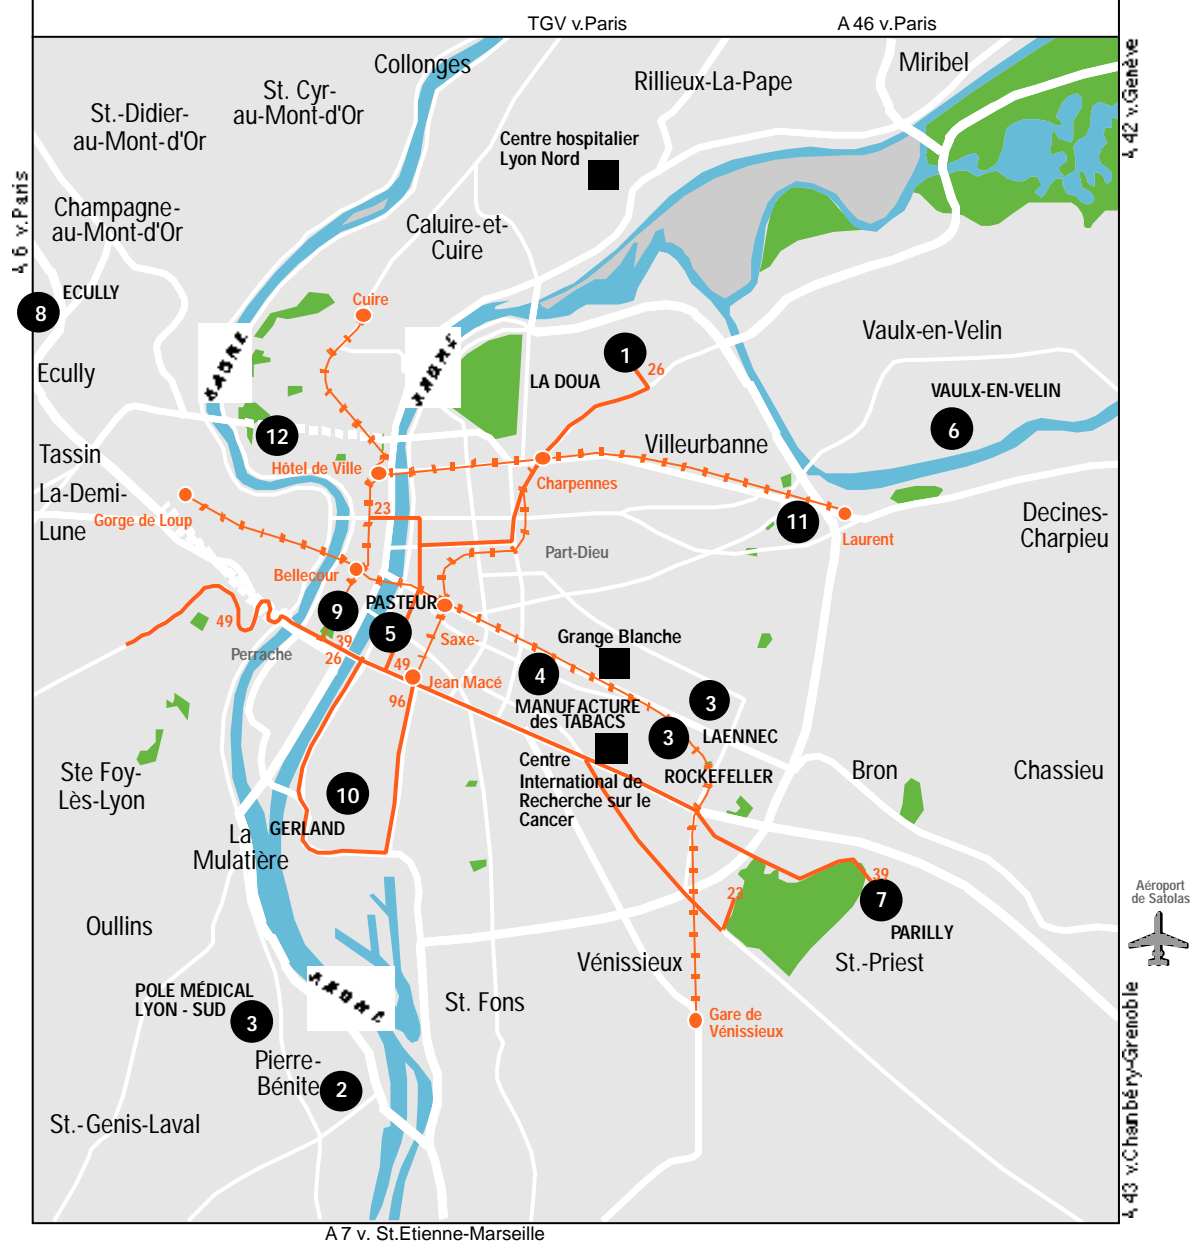 TGV v.Paris
A 46 v.Paris
Collonges
Miribel
Rillieux-La-Pape
St. Cyr-
au-Mont-d'Or
St.-Didier-
au-Mont-d'Or
A 42 v.Genève
Centre hospitalier
Lyon Nord
A 6 v.Paris
Champagne-
au-Mont-d'Or
Caluire-et-
Cuire
8
ECULLY
Cuire
Vaulx-en-Velin
SAONE
RHONE
1
26
LA DOUA
Ecully
VAULX-EN-VELIN
6
12
Villeurbanne
Tassin
La-Demi-
Lune
Hôtel de Ville
Charpennes
Gorge de Loup
23
11
Laurent
Decines-
Charpieu
Part-Dieu
Bellecour
9
PASTEUR
5
49
39
26
Perrache
Saxe-
49
Jean Macé
96
Grange Blanche
4
MANUFACTURE
des TABACS
3
LAENNEC
3
ROCKEFELLER
Centre
International de
Recherche sur le
Cancer
Bron
Chassieu
Ste Foy-
Lès-Lyon
10
GERLAND
La
Mulatière
39
23
7
PARILLY
Aéroport
de Satolas
Oullins
Vénissieux
St.-Priest
POLE MÉDICAL
LYON - SUD
3
RHONE
St. Fons
Gare de
Vénissieux
Pierre-
Bénite
2
St.-Genis-Laval
A 43 v.Chambéry-Grenoble
A 7 v. St.Etienne-Marseille